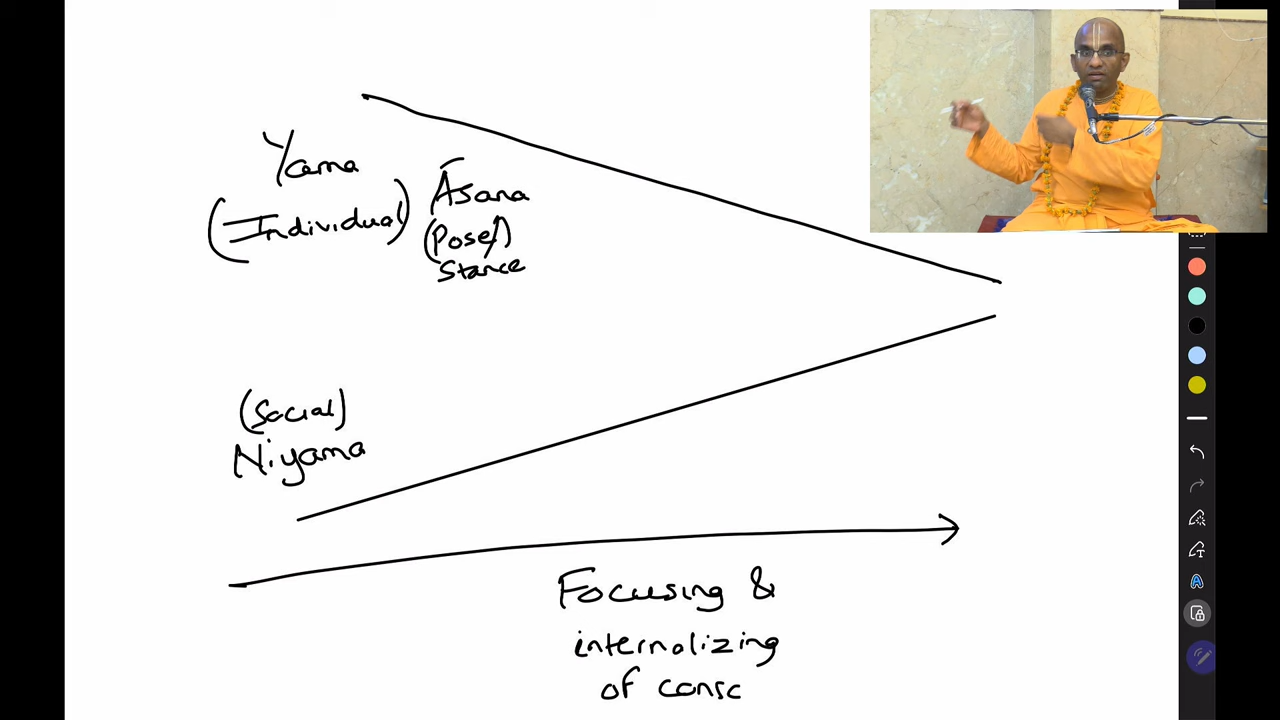 Yama
(Individual)
Āsana
(Pose/)
Stance
(Social)
Niyama
Focusing &
internalizing
of consc